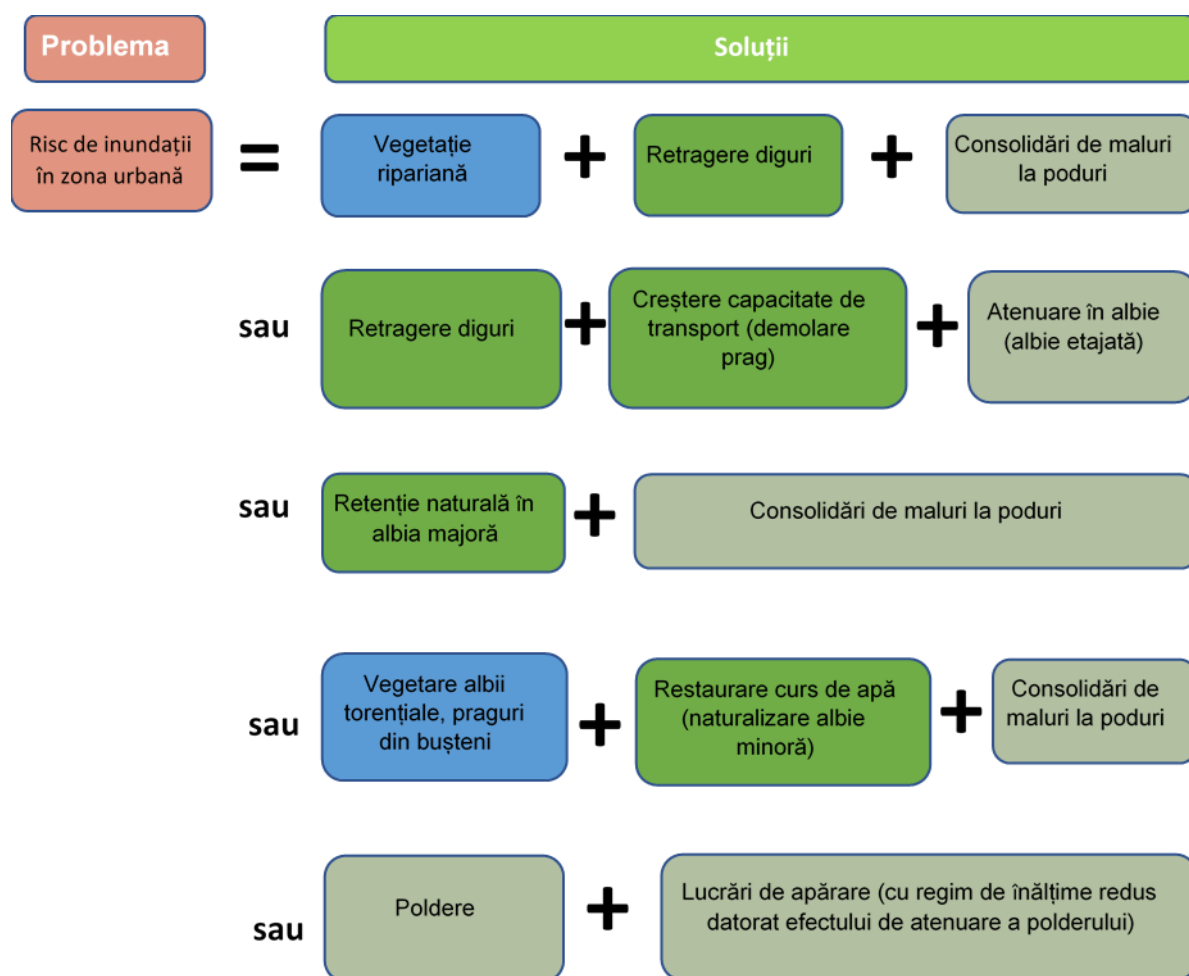 Problema
Soluții
Risc de inundații
în zona urbană
=
Vegetație
ripariană
+
Retragere diguri
+
Consolidări de maluri
la poduri
sau
Retragere diguri
+
Creștere capacitate de
transport (demolare
prag)
+
Atenuare în albie
(albie etajată)
sau
Retenție naturală în
albia majoră
+
Consolidări de maluri la poduri
sau
Vegetare albii
torențiale, praguri
din bușteni
+
Restaurare curs de apă
(naturalizare albie
minoră)
+
Consolidări de
maluri la poduri
sau
Poldere
+
Lucrări de apărare (cu regim de înălțime redus
datorat efectului de atenuare a polderului)